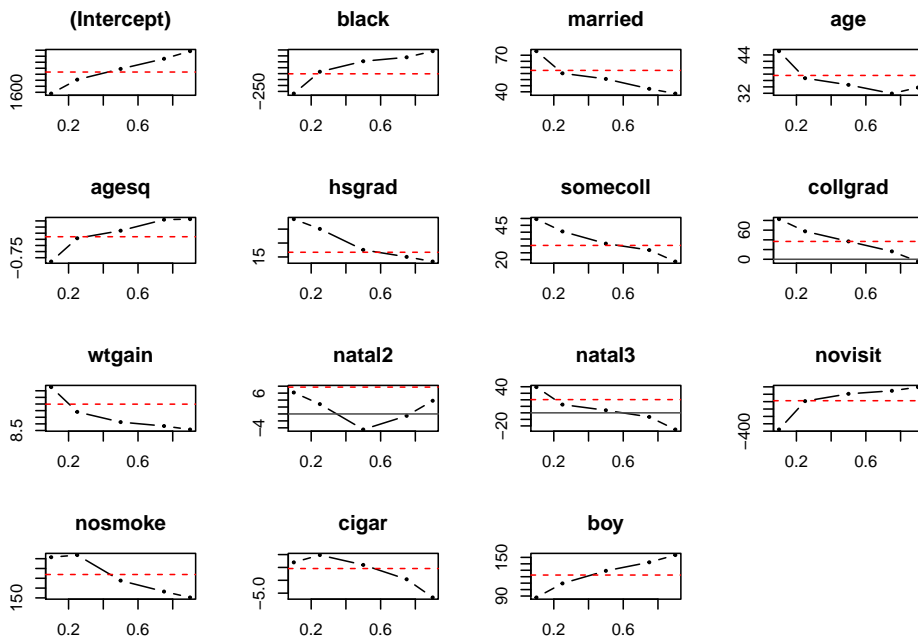 (Intercept) black married age
1600 -250 40 70 32 44
0.2 0.6 0.2 0.6 0.2 0.6 0.2 0.6
agesq hsgrad somecoll collgrad
-0.75 15 20 45 0 60
0.2 0.6 0.2 0.6 0.2 0.6 0.2 0.6
wtgain natal2 natal3 novisit
8.5 -4 6 -20 40 -400
0.2 0.6 0.2 0.6 0.2 0.6 0.2 0.6
nosmoke cigar boy
150 -5.0 90 150
0.2 0.6 0.2 0.6 0.2 0.6